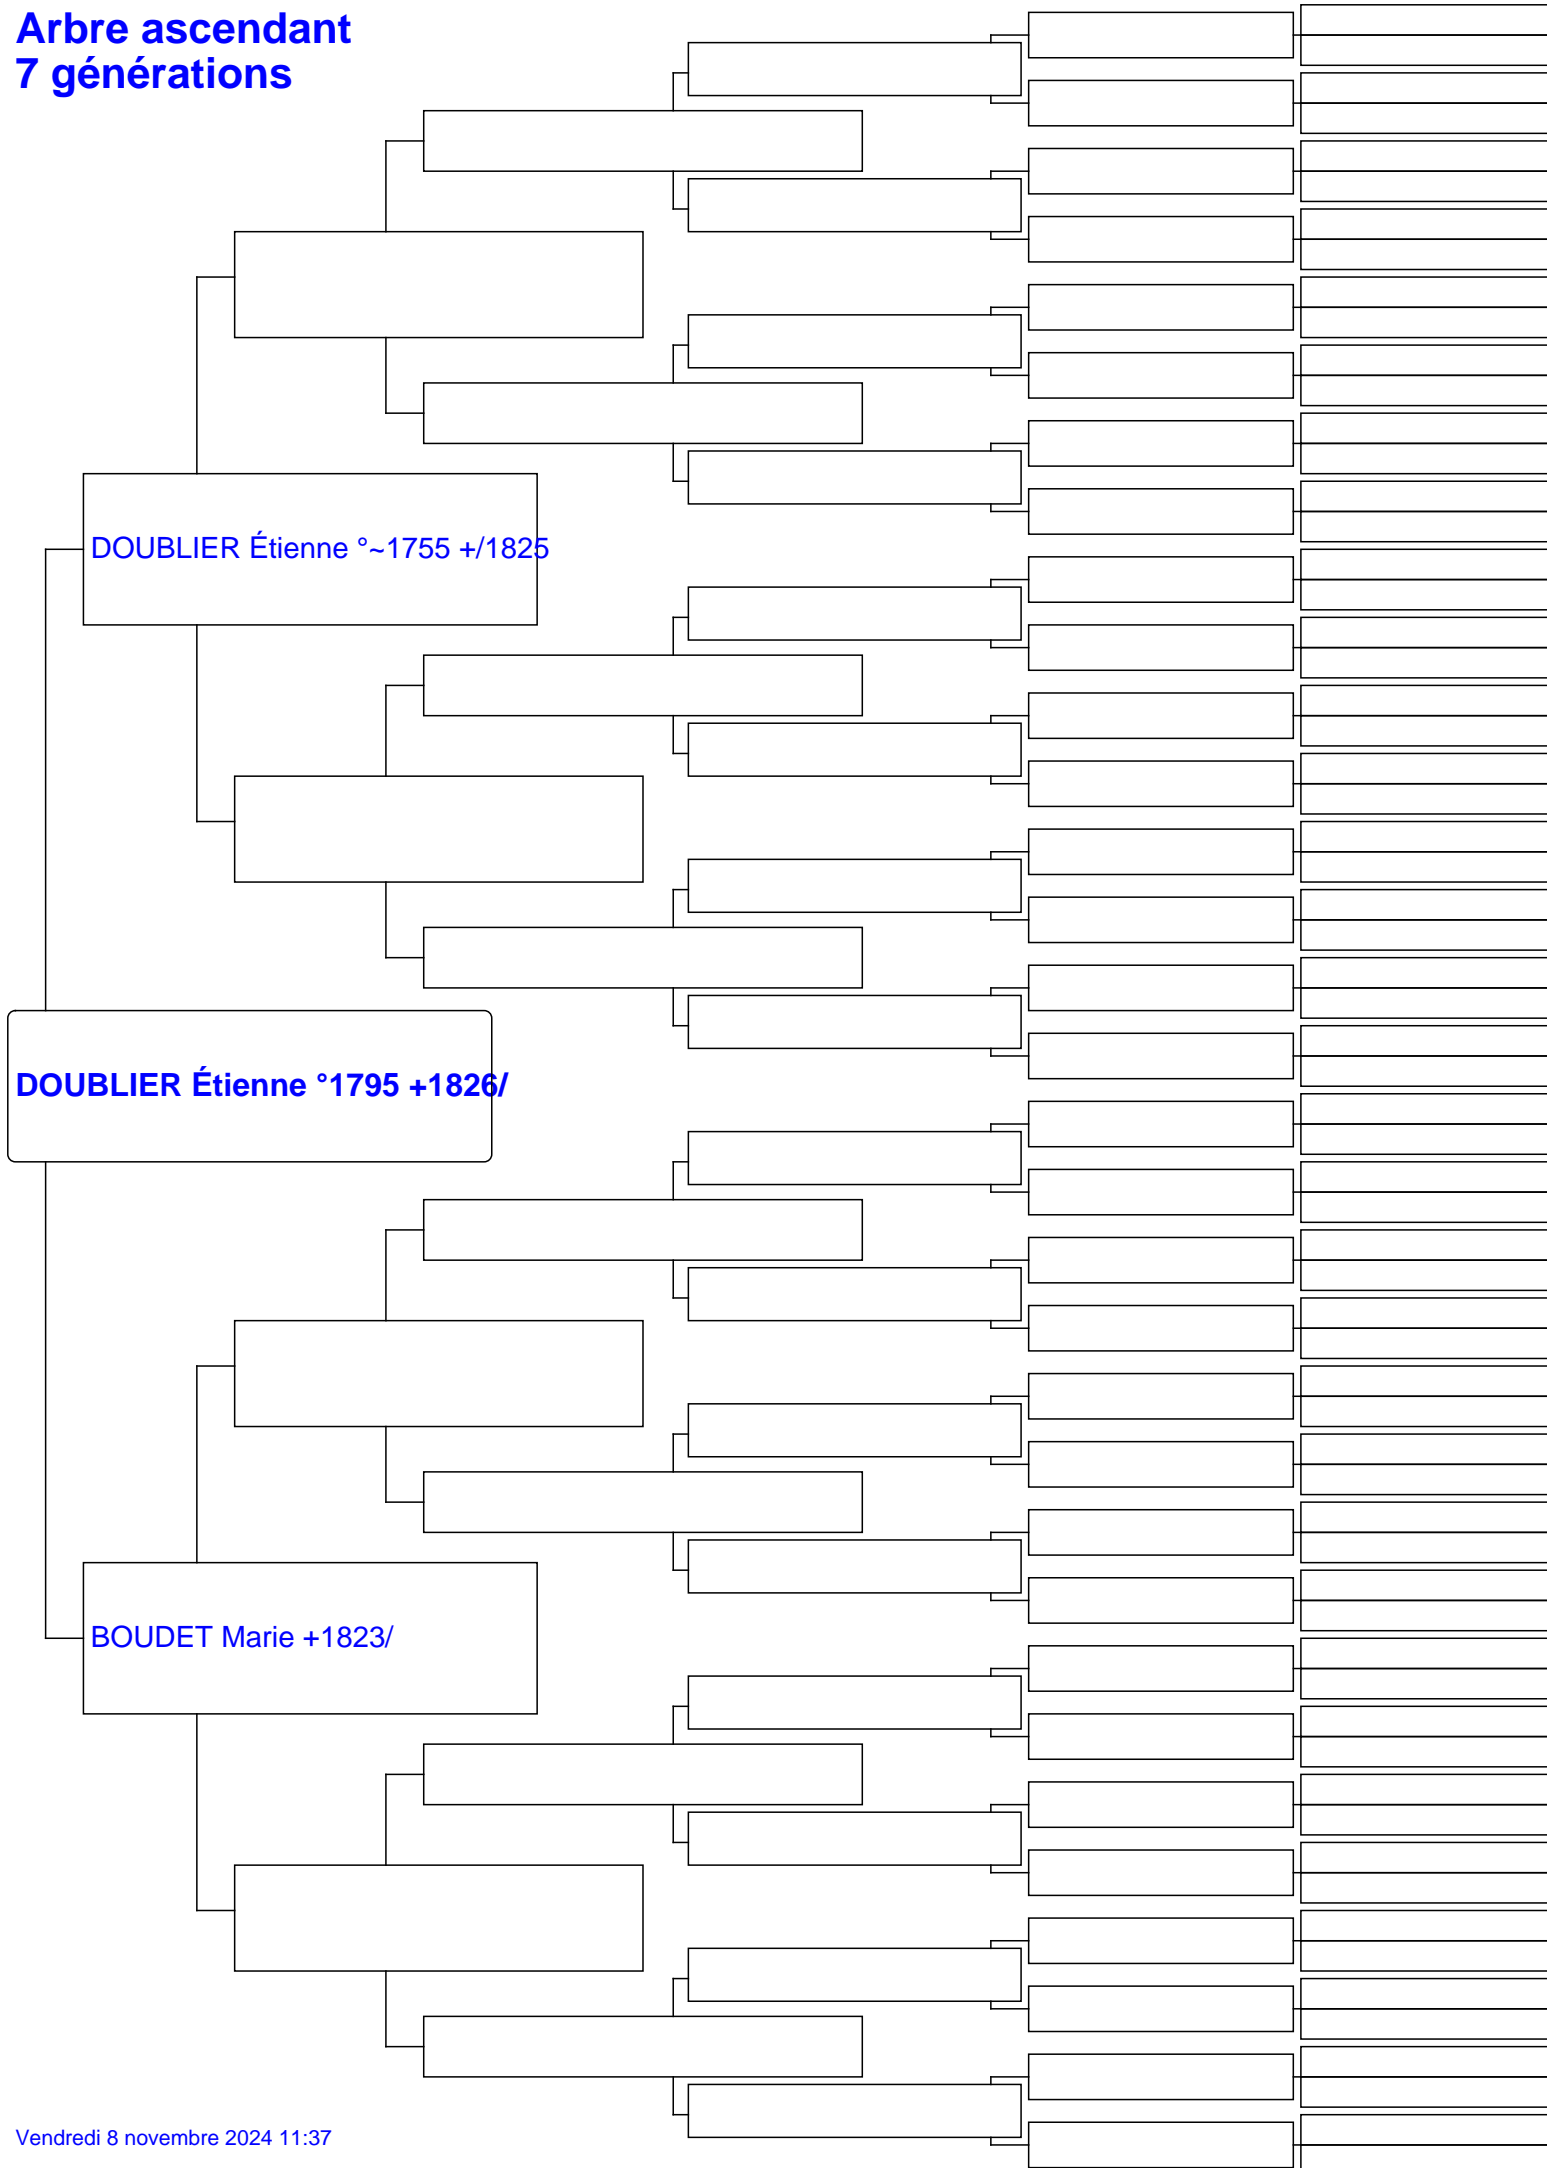 Arbre ascendant
7 générations
DOUBLIER Étienne °~1755 +/1825
DOUBLIER Étienne °1795 +1826/
BOUDET Marie +1823/
Vendredi 8 novembre 2024 11:37